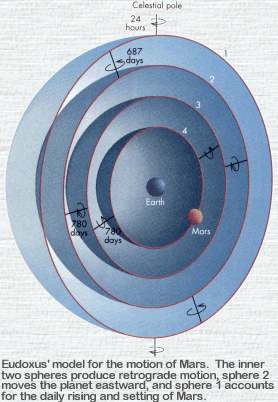 Celestial pole
24
hours
687
days
1
2
3
4
Earth
Mars
780
days
780
days
Eudoxus' model for the motion of Mars. The inner
two spheres produce retrograde motion, sphere 2
moves the planet eastward, and sphere 1 accounts
for the daily rising and setting of Mars.